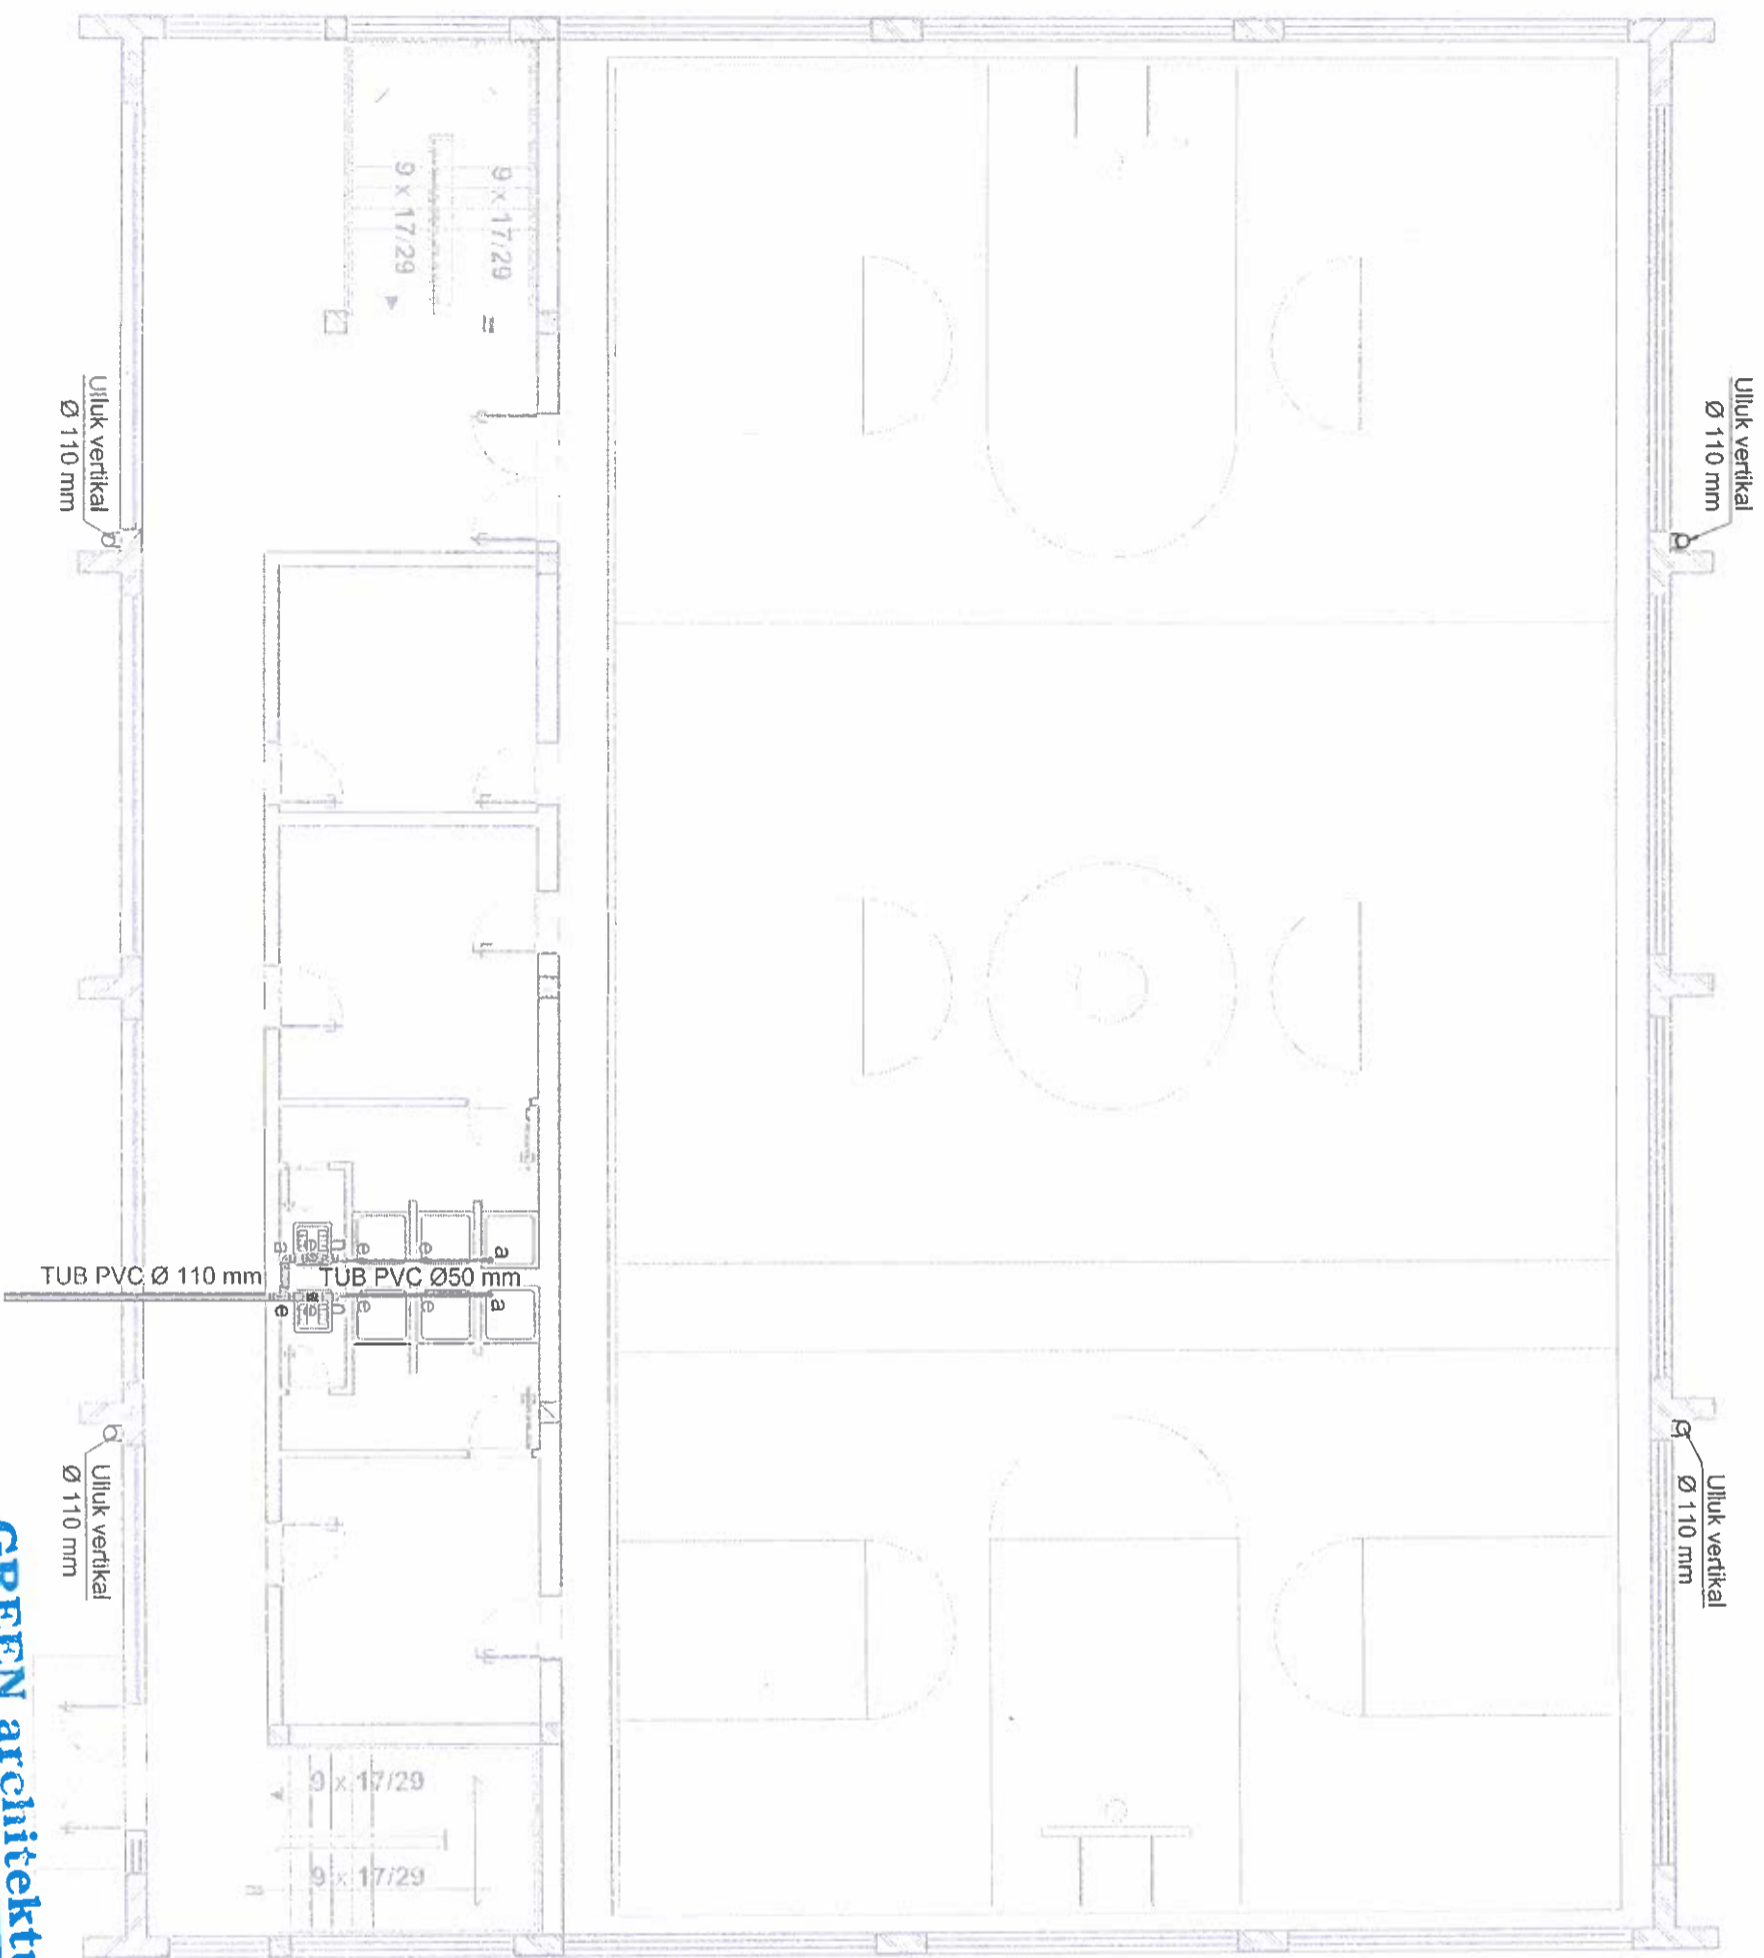 Ulluk vertikal
Ø 110 mm
Ulluk vertikal
Ø 110 mm
9 x 17/29
9 x 17/29
a
e
e
n
a
TUB PVC Ø 110 mm
TUB PVC Ø50 mm
a
e
e
n
e
Ulluk vertikal
Ø 110 mm
Ulluk vertikal
Ø 110 mm
9 x 17/29
9 x 17/29
GREEN architektu